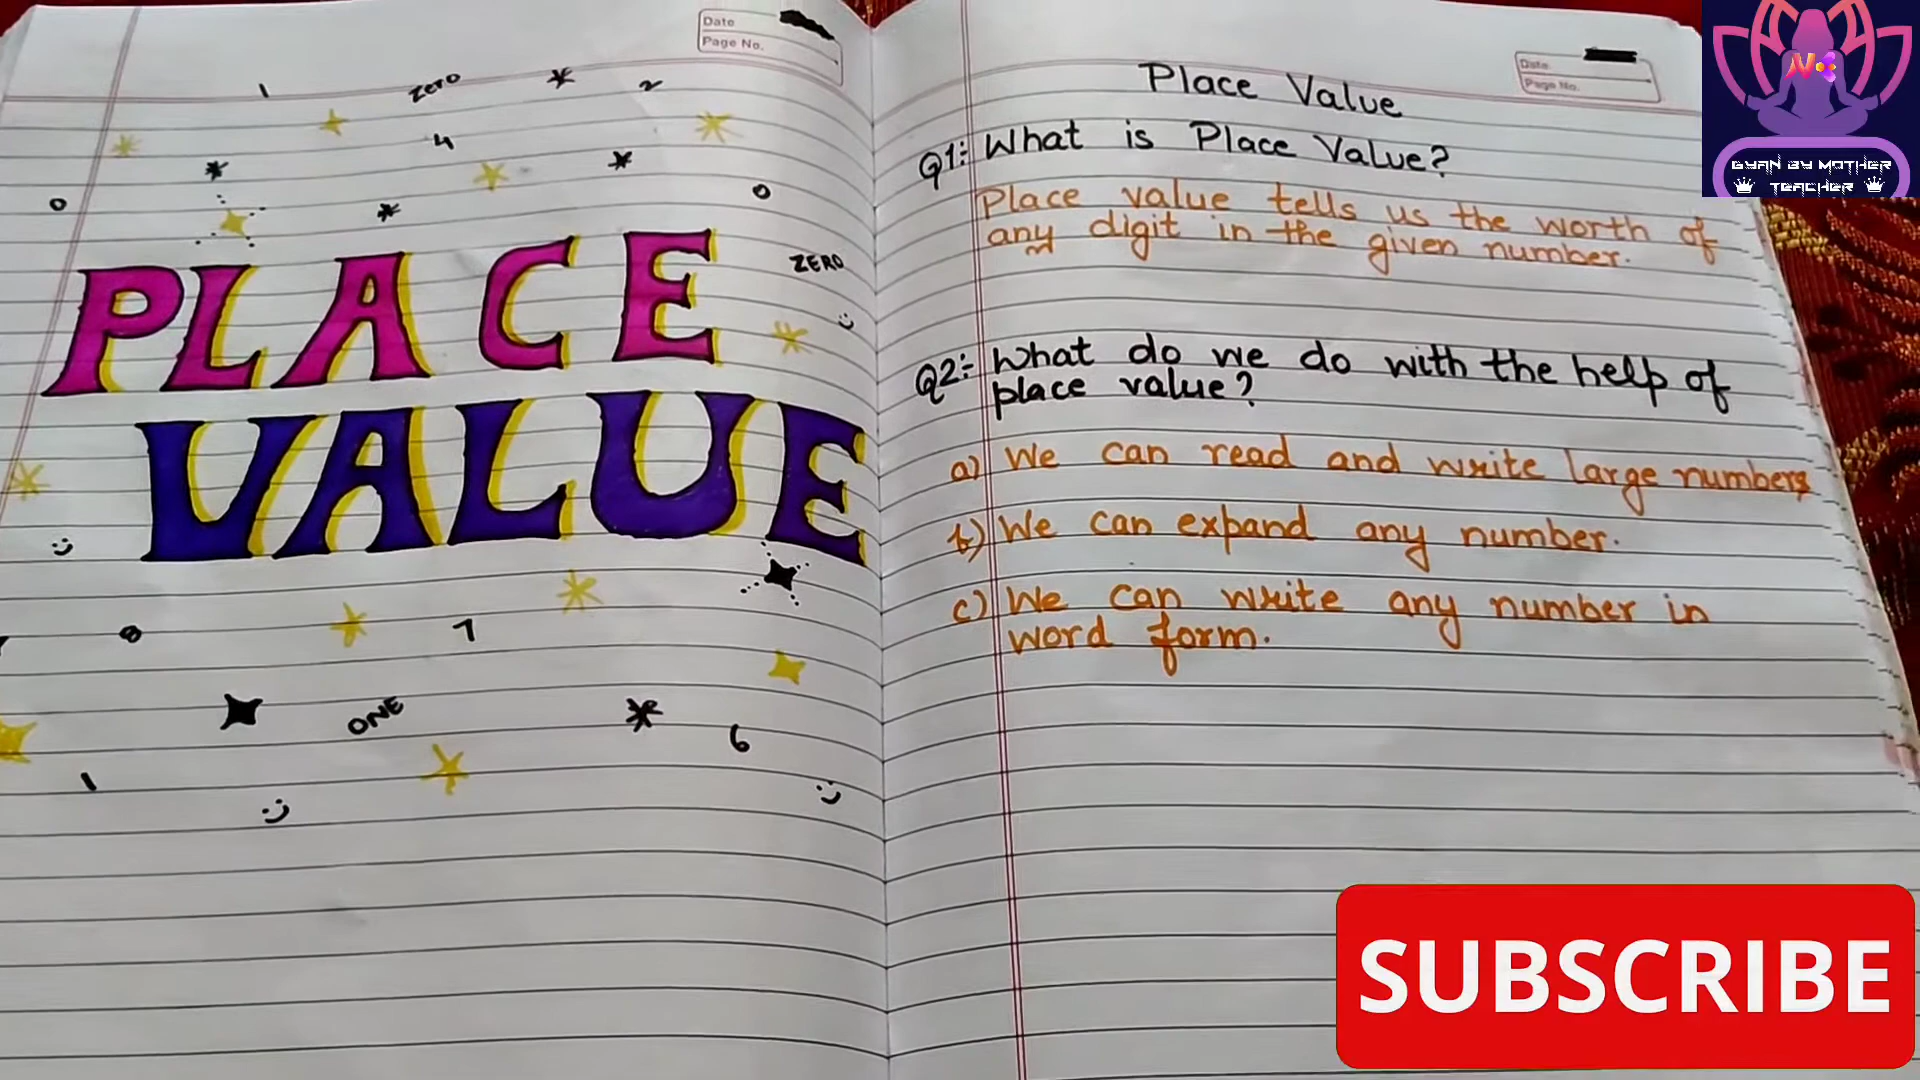 Date
Page No.
1 ZERO 2
4
0 0
PLACE
ZERO
VALUE
8 7
ONE
6
1
Date
Page No.
Place Value
Q1:- What is Place Value?
Place value tells us the worth of
any digit in the given number.
Q2:- What do we do with the help of
place value?
a) We can read and write large numbers
b) We can expand any number.
c) We can write any number in
word form.
GYAN BY MOTHER
TEACHER
SUBSCRIBE